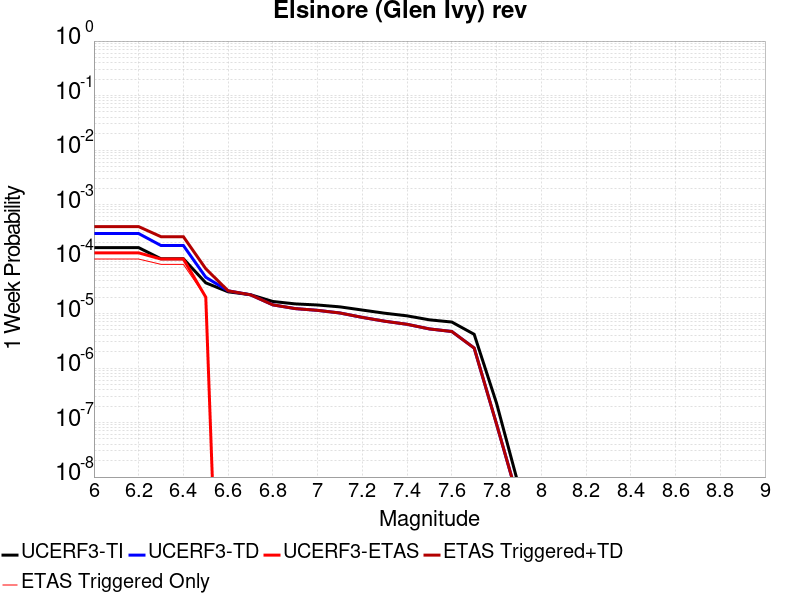 Elsinore (Glen Ivy) rev
10^0
10^-1
10^-2
10^-3
10^-4
10^-5
10^-6
10^-7
10^-8
1 Week Probability
6 6.2 6.4 6.6 6.8 7 7.2 7.4 7.6 7.8 8 8.2 8.4 8.6 8.8 9
Magnitude
UCERF3-TI UCERF3-TD UCERF3-ETAS ETAS Triggered+TD
ETAS Triggered Only